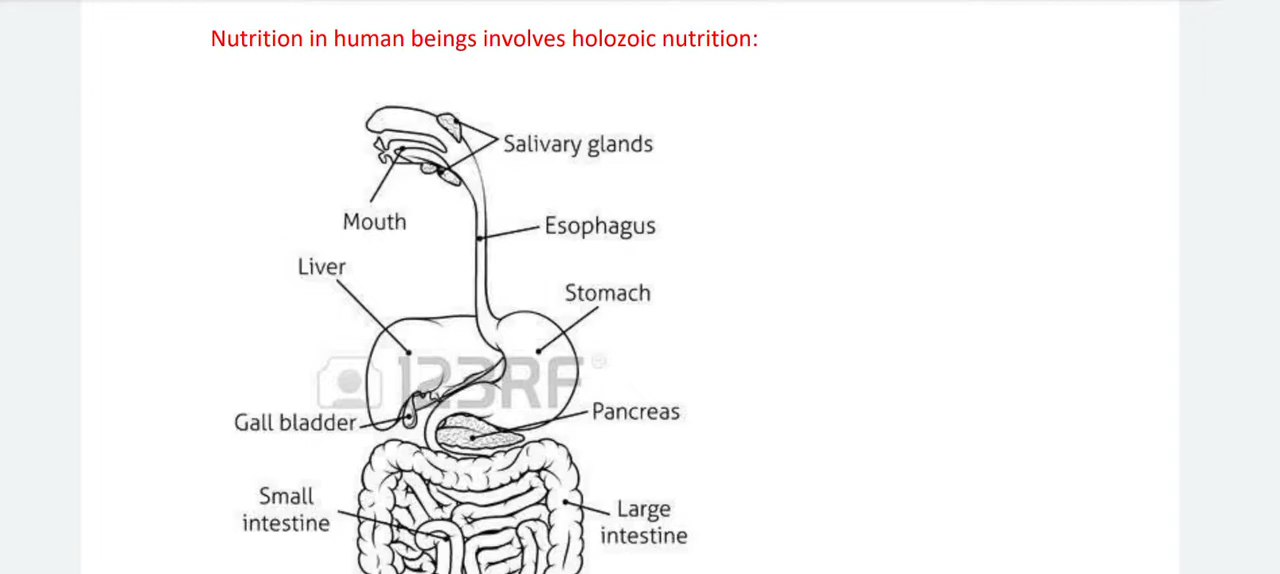 Nutrition in human beings involves holozoic nutrition:
Salivary glands
Mouth
Esophagus
Liver
Stomach
123RF®
Pancreas
Gall bladder
Small
intestine
Large
intestine